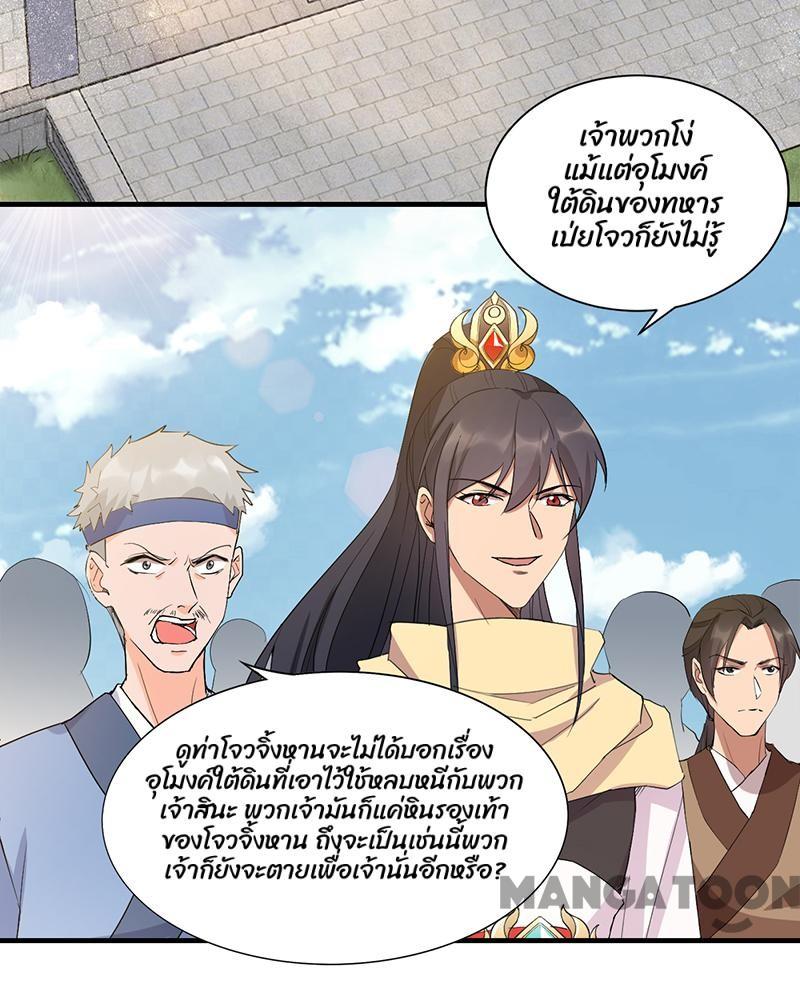 เจ้าพวกโง่
แม้แต่อุโมงค์
ใต้ดินของทหาร
เป่ยโจวก็ยังไม่รู้
ดูท่าโจวจิ้งหานจะไม่ได้บอกเรื่อง
อุโมงค์ใต้ดินที่เอาไว้ใช้หลบหนีกับพวก
เจ้าสินะ พวกเจ้ามันก็แค่หินรองเท้า
ของโจวจิ้งหาน ถึงจะเป็นเช่นนี้พวก
เจ้าก็ยังจะตายเพื่อเจ้านั่นอีกหรือ?
MANGATOON